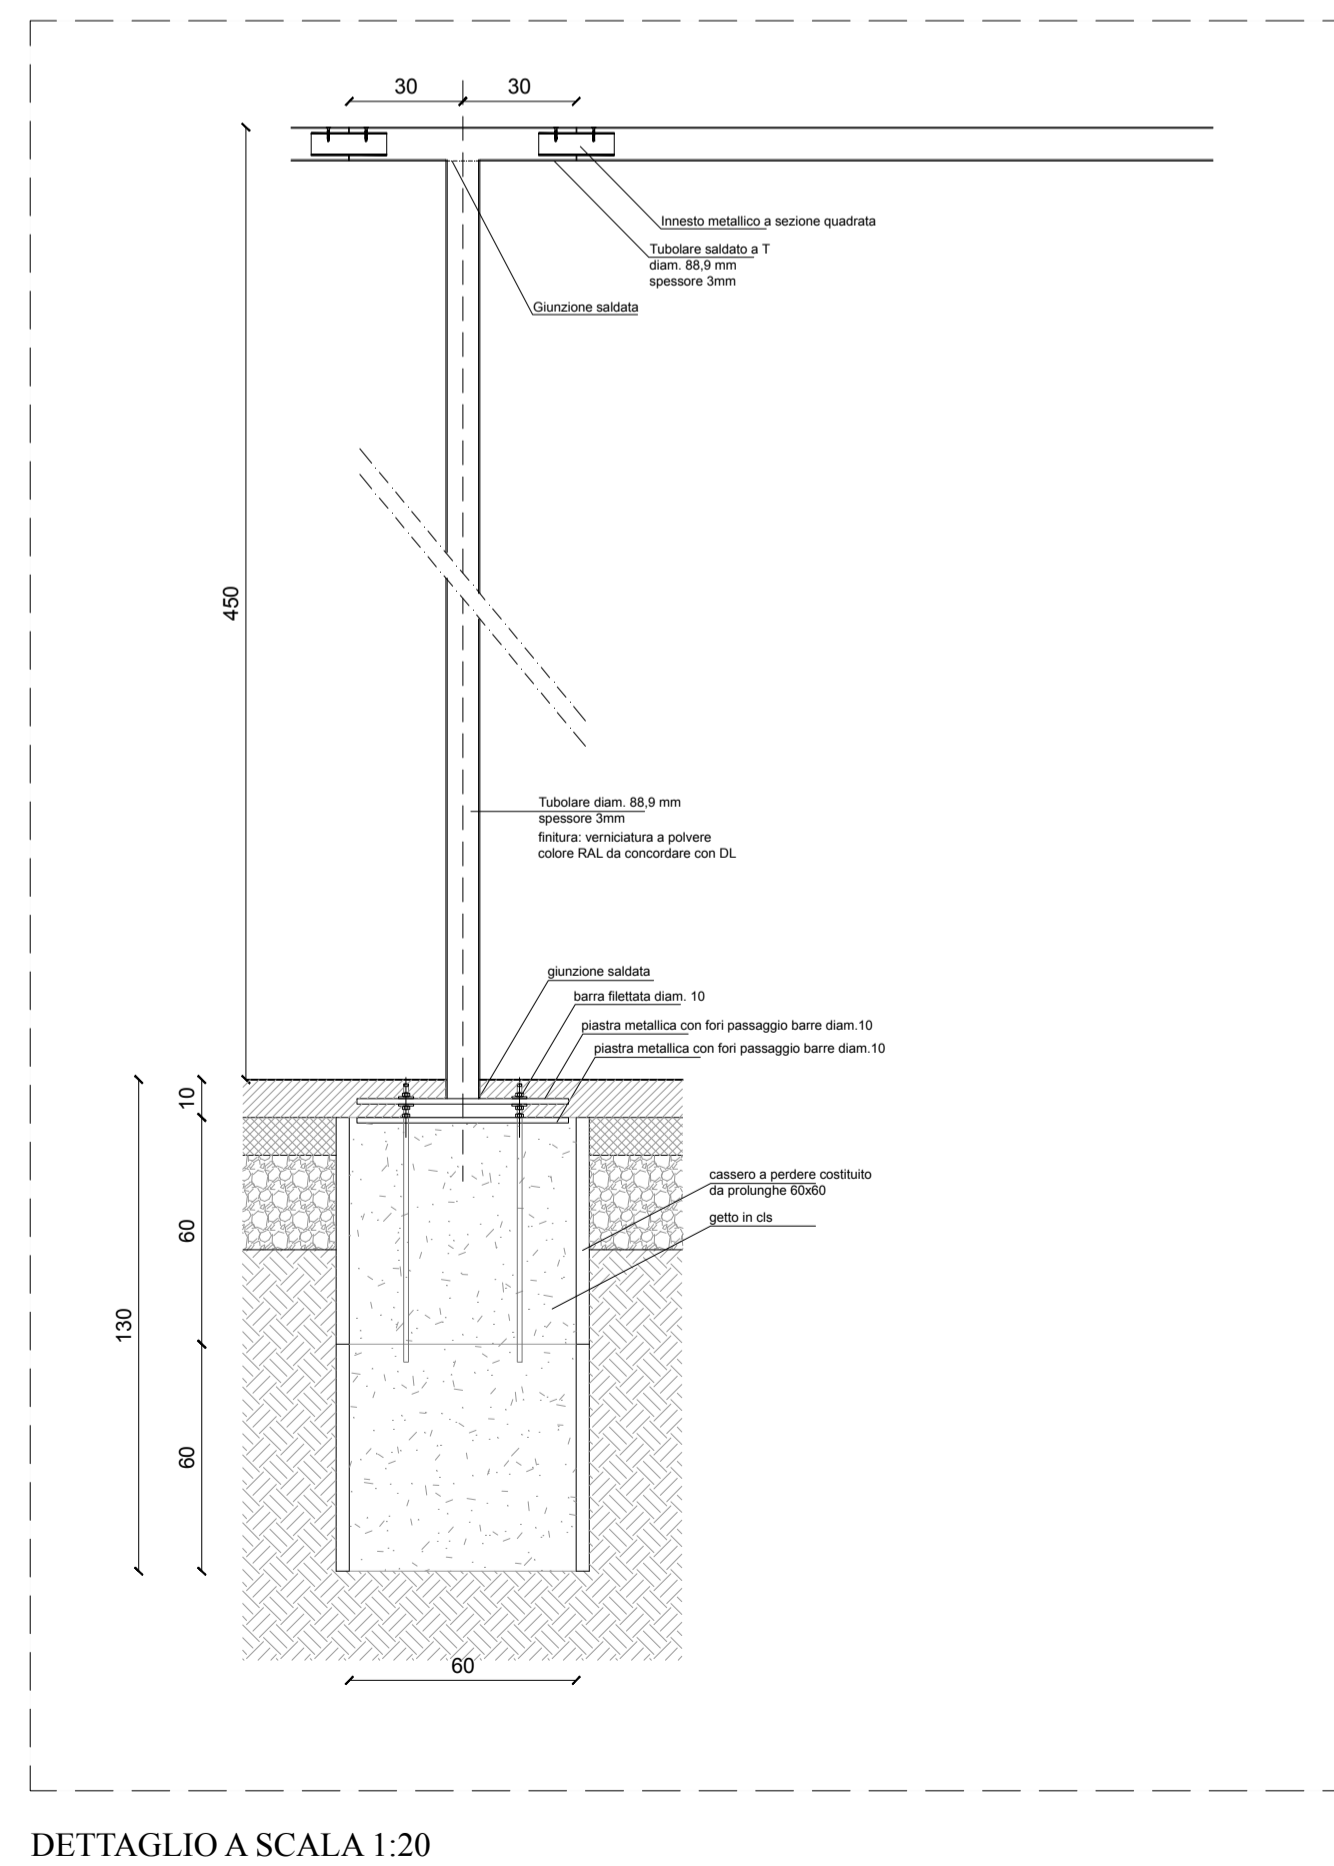 30
30
Innesto metallico a sezione quadrata
Tubolare saldato a T
diam. 88,9 mm
spessore 3mm
Giunzione saldata
450
Tubolare diam. 88,9 mm
spessore 3mm
finitura: verniciatura a polvere
colore RAL da concordare con DL
giunzione saldata
barra filettata diam. 10
piastra metallica con fori passaggio barre diam.10
piastra metallica con fori passaggio barre diam.10
10
cassero a perdere costituito
da prolunghe 60x60
getto in cls
60
130
60
60
DETTAGLIO A SCALA 1:20